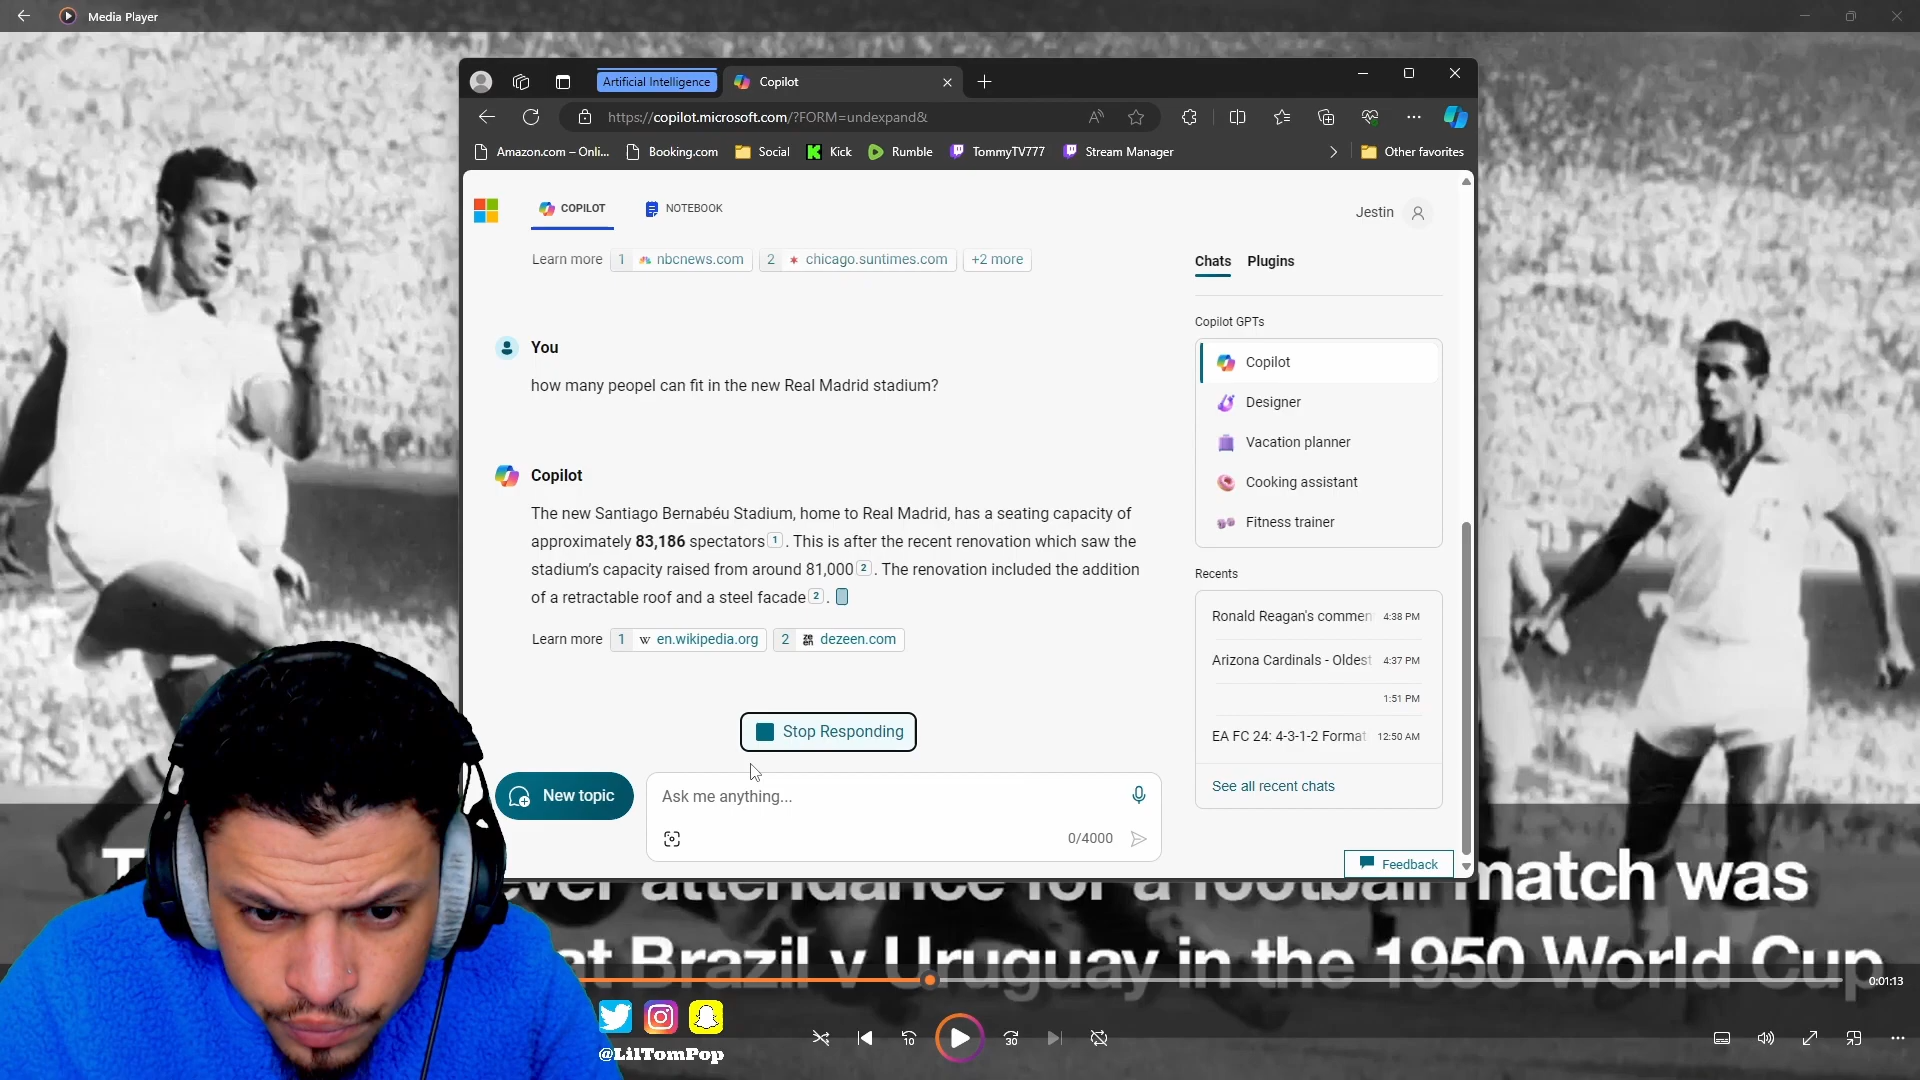 Media Player
Artificial Intelligence
Copilot
https://copilot.microsoft.com/?FORM=undexpand&
Amazon.com – Onli...
Booking.com
Social
Kick
Rumble
TommyTV777
Stream Manager
Other favorites
COPILOT
NOTEBOOK
Jestin
Learn more 1 nbcnews.com 2 chicago.suntimes.com +2 more
Chats Plugins
Copilot GPTs
You
how many peopel can fit in the new Real Madrid stadium?
Copilot
Designer
Vacation planner
Cooking assistant
Fitness trainer
Copilot
The new Santiago Bernabéu Stadium, home to Real Madrid, has a seating capacity of
approximately 83,186 spectators 1 . This is after the recent renovation which saw the
stadium's capacity raised from around 81,000 2 . The renovation included the addition
of a retractable roof and a steel facade 2 .
Learn more 1 W en.wikipedia.org 2 dezeen.com
Recents
Ronald Reagan's commen 4:38 PM
Arizona Cardinals - Oldest 4:37 PM
1:51 PM
EA FC 24: 4-3-1-2 Format 12:50 AM
See all recent chats
Stop Responding
New topic
Ask me anything...
0/4000
Feedback
ever attendance for a football match was
at Brazil v Uruguay in the 1950 World Cup
0:01:13
10
30
@LilTomPop